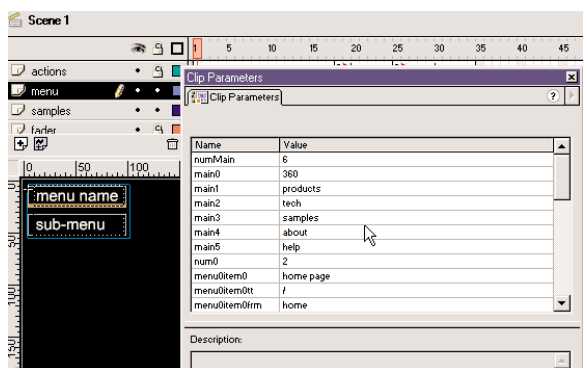 Scene 1
1 5 10 15 20 25 30 35 40 45
actions
menu
samples
fader
Clip Parameters
Clip Parameters
?
Name Value
numMain 6
main0 360
main1 products
main2 tech
main3 samples
main4 about
main5 help
num0 2
menu0item0 home page
menu0item0tt /
menu0item0frm home
Description:
0 50 100
0
50
100
150
menu name
sub-menu